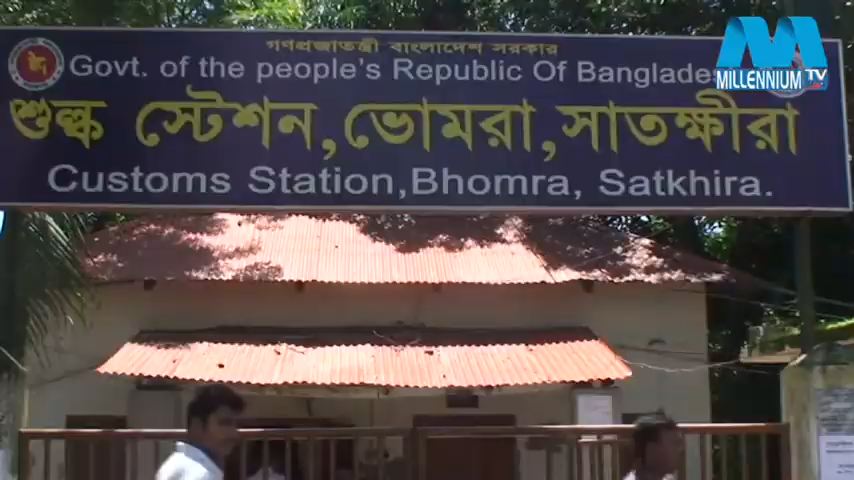 গণপ্রজাতন্ত্রী বাংলাদেশ সরকার
Govt. of the People's Republic Of Bangladesh
শুল্ক স্টেশন,ভোমরা,সাতক্ষীরা
Customs Station,Bhomra, Satkhira.
MILLENNIUM TV